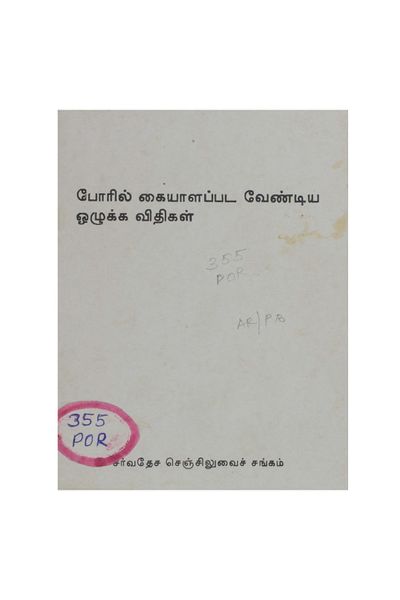 போரில் கையாளப்பட வேண்டிய
ஒழுக்க விதிகள்
355
POR
AR/PB
355
POR
சர்வதேச செஞ்சிலுவைச் சங்கம்